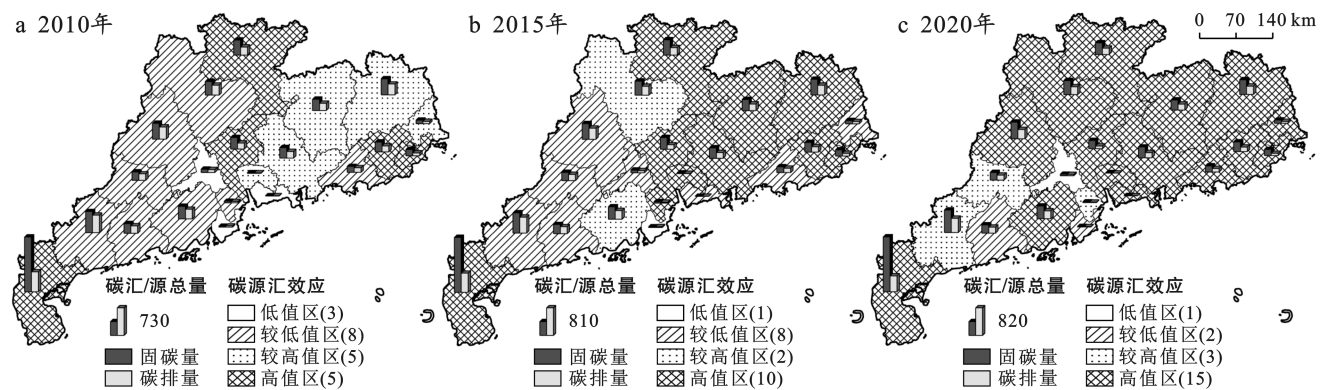 a 2010年
碳汇/源总量
730
固碳量
碳排量
碳源汇效应
低值区(3)
较低值区(8)
较高值区(5)
高值区(5)
b 2015年
碳汇/源总量
810
固碳量
碳排量
碳源汇效应
低值区(1)
较低值区(8)
较高值区(2)
高值区(10)
c 2020年
0 70 140 km
碳汇/源总量
820
固碳量
碳排量
碳源汇效应
低值区(1)
较低值区(2)
较高值区(3)
高值区(15)